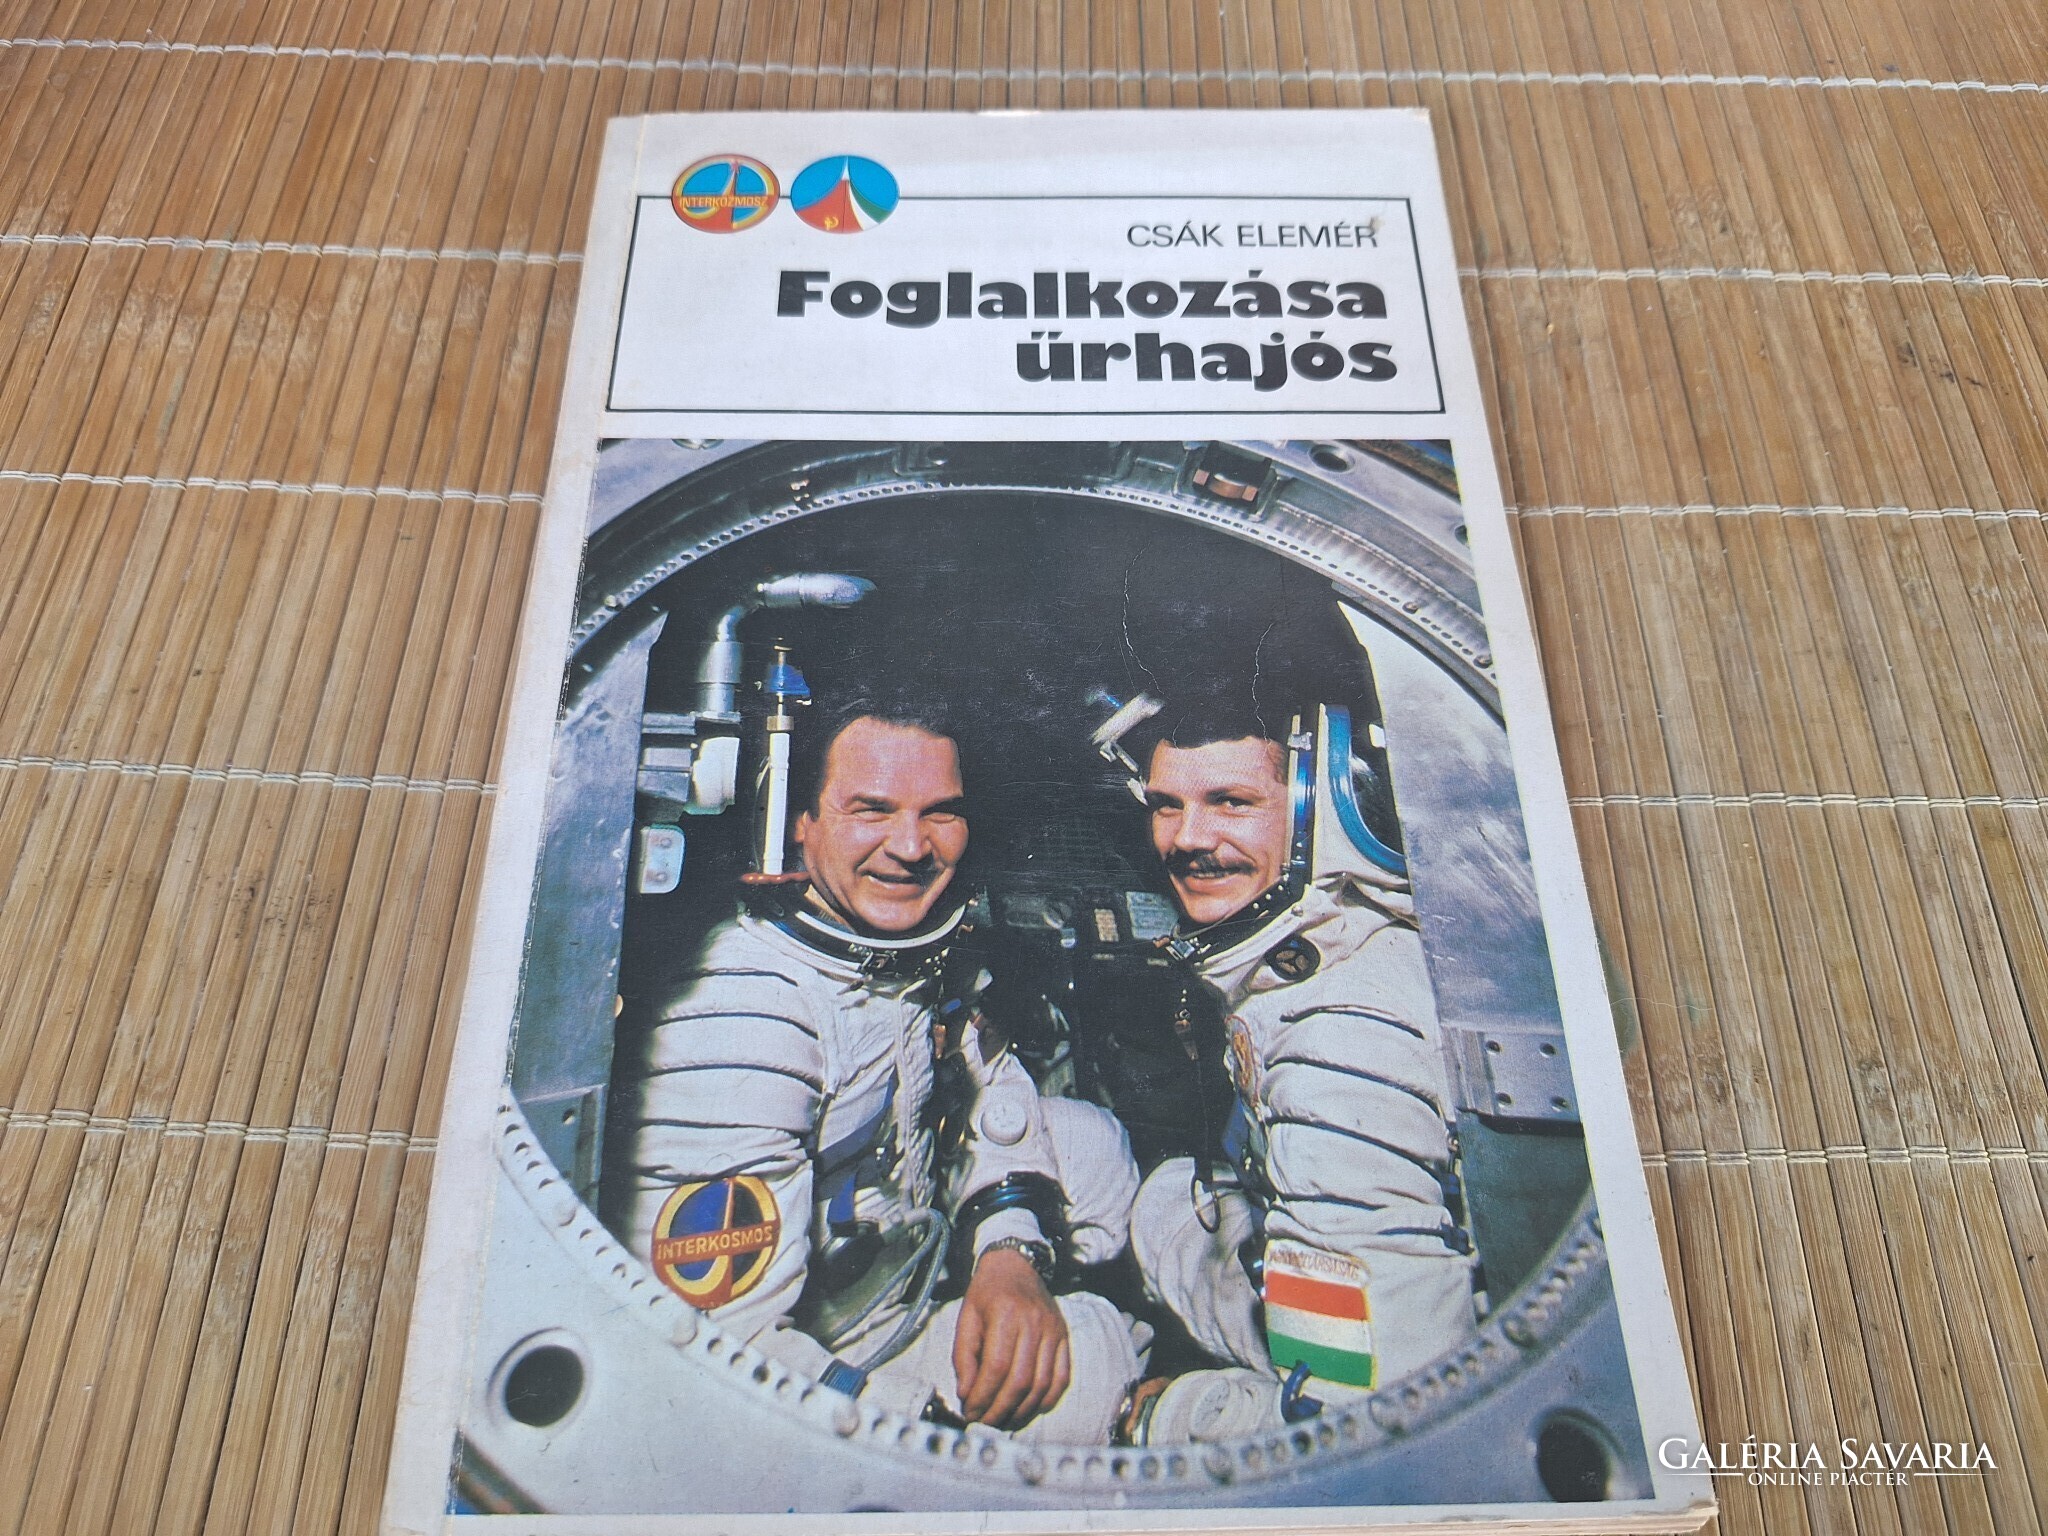 INTERKOZMOSZ
CSÁK ELEMÉR
Foglalkozása
űrhajós
INTERKOSMOS
GALÉRIA SAVARIA
ONLINE PIACTÉR